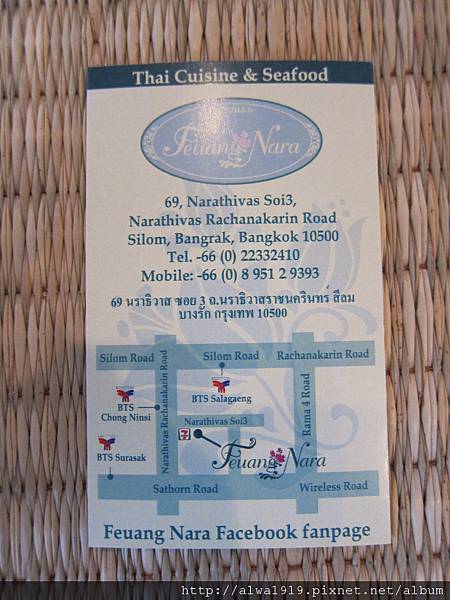 Thai Cuisine & Seafood
Feuang Nara
69, Narathivas Soi3,
Narathivas Rachanakarin Road
Silom, Bangrak, Bangkok 10500
Tel. -66 (0) 22332410
Mobile: -66 (0) 8 951 2 9393
69 นราธิวาส ซอย 3 ถ.นราธิวาสราชนครินทร์ สีลม
บางรัก กรุงเทพ 10500
Silom Road
Silom Road
Rachanakarin Road
BTS
Chong Ninsi
Narathivas Rachanakarin Road
BTS Salagaeng
Rama 4 Road
Narathivas Soi3
BTS Surasak
7
Feuang Nara
Sathorn Road
Wireless Road
Feuang Nara Facebook fanpage
http://alwa1919.pixnet.net/album